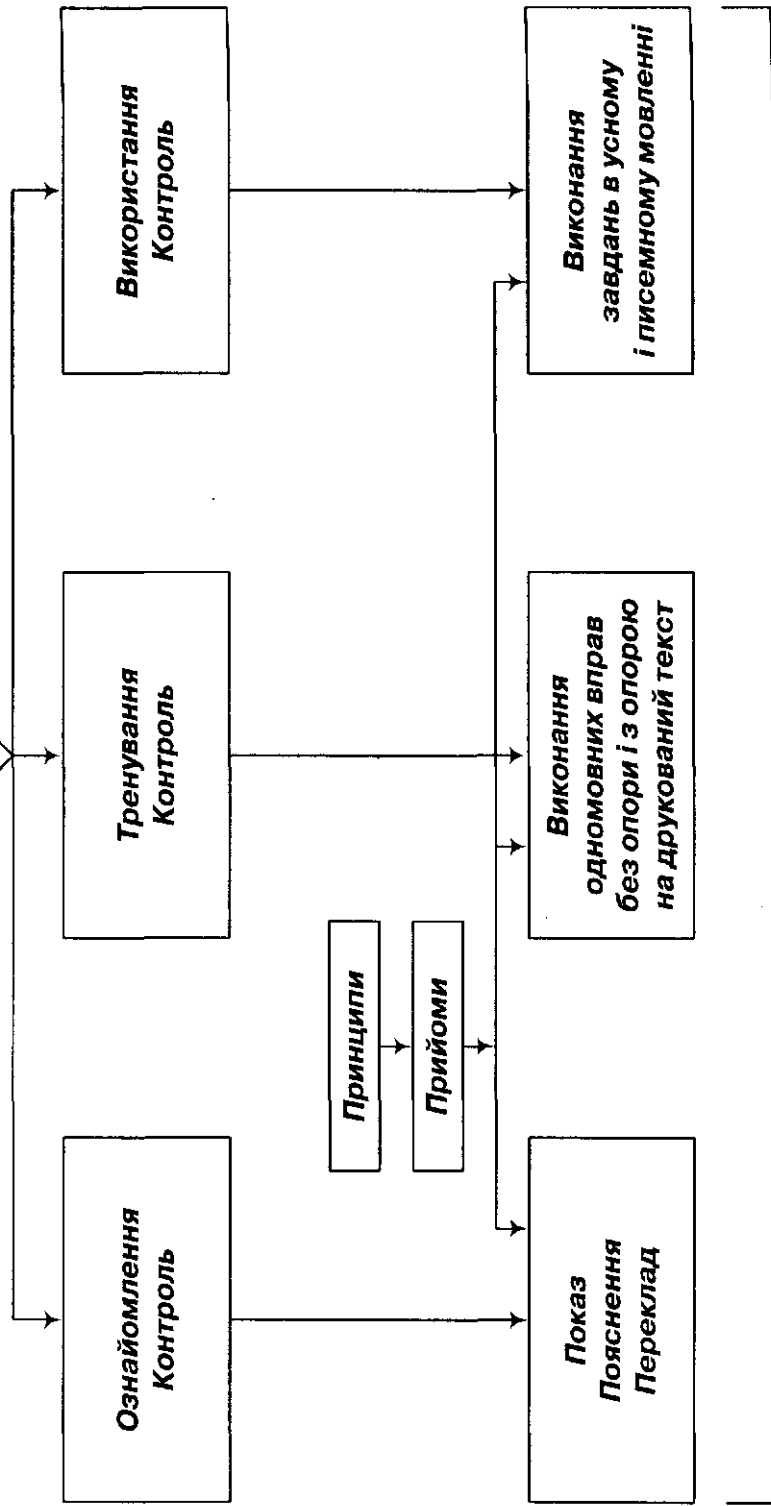 Ознайомлення
Контроль
Тренування
Контроль
Використання
Контроль
Принципи
Прийоми
Показ
Пояснення
Переклад
Виконання
одномовних вправ
без опори і з опорою
на друкований текст
Виконання
завдань в усному
і писемному мовленні